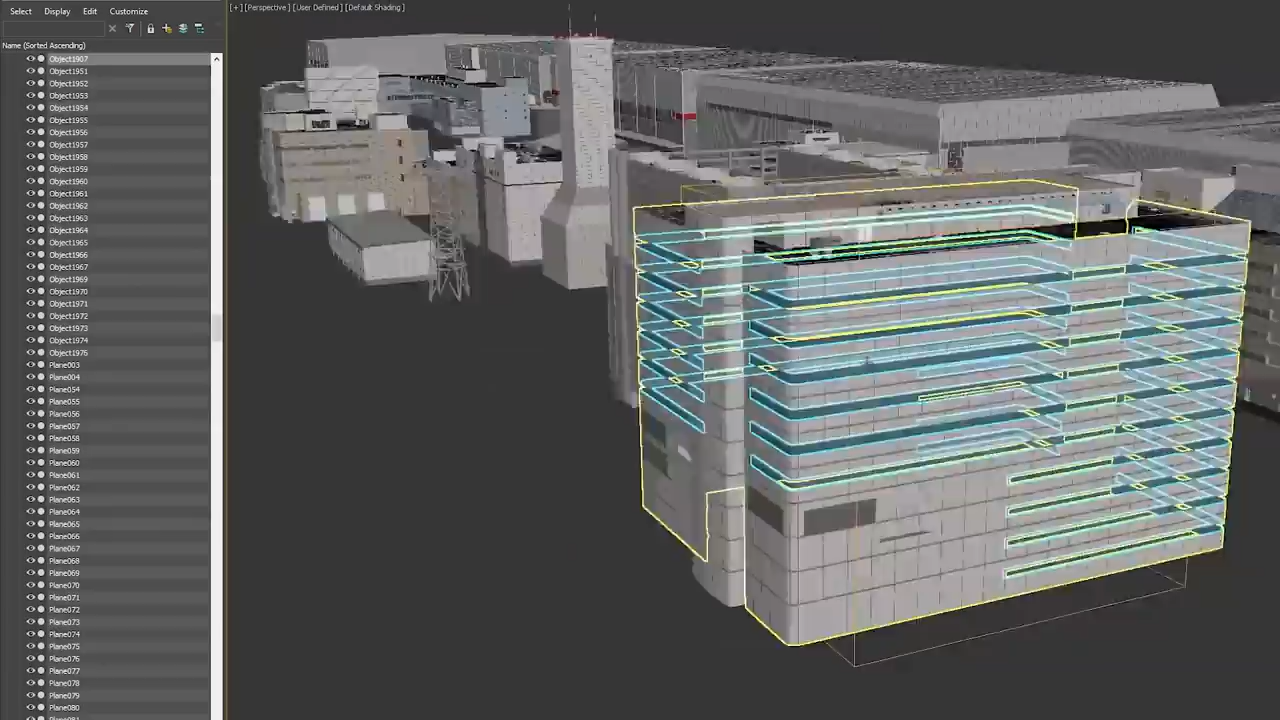 Select Display Edit Customize
[+] [Perspective] [User Defined] [Default Shading]
Name (Sorted Ascending)
Object1907
Object1951
Object1952
Object1953
Object1954
Object1955
Object1956
Object1957
Object1958
Object1959
Object1960
Object1961
Object1962
Object1963
Object1964
Object1965
Object1966
Object1967
Object1969
Object1970
Object1971
Object1972
Object1973
Object1974
Object1976
Plane003
Plane004
Plane054
Plane055
Plane056
Plane057
Plane058
Plane059
Plane060
Plane061
Plane062
Plane063
Plane064
Plane065
Plane066
Plane067
Plane068
Plane069
Plane070
Plane071
Plane072
Plane073
Plane074
Plane075
Plane076
Plane077
Plane078
Plane079
Plane080